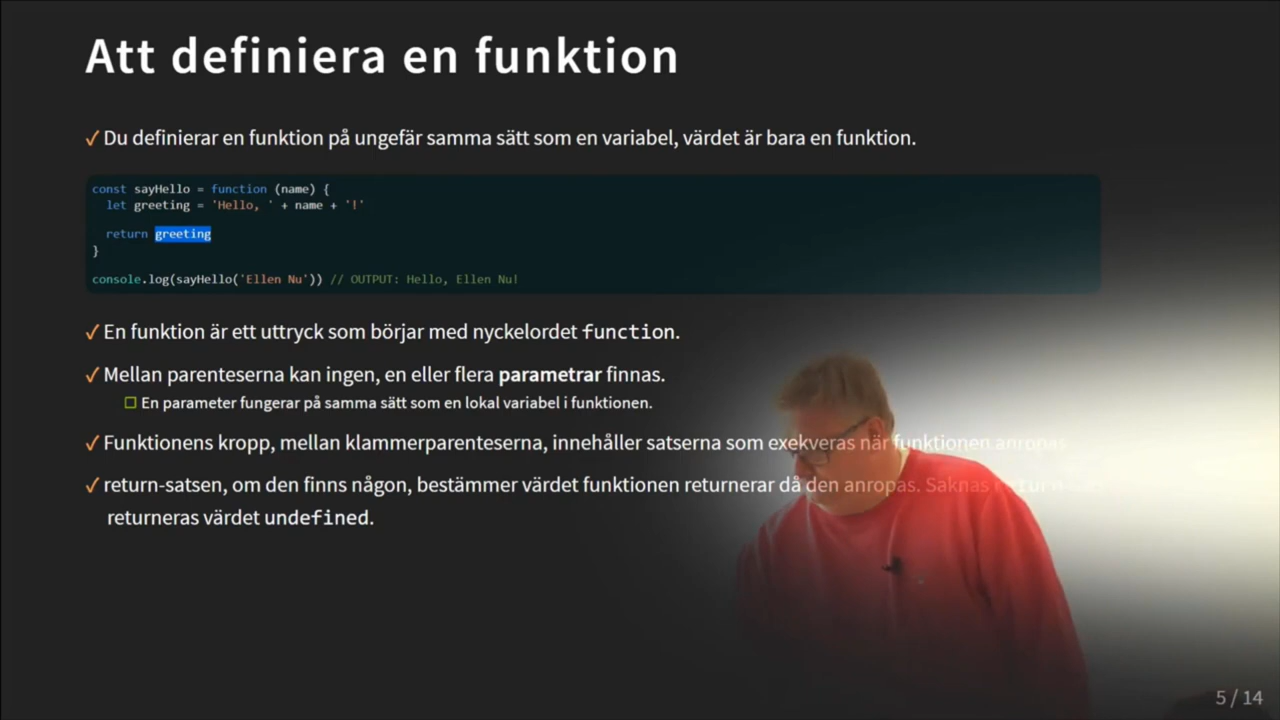 Att definiera en funktion
✓ Du definierar en funktion på ungefär samma sätt som en variabel, värdet är bara en funktion.
const sayHello = function (name) {
let greeting = 'Hello, ' + name + '!'
return greeting
}
console.log(sayHello('Ellen Nu')) // OUTPUT: Hello, Ellen Nu!
✓ En funktion är ett uttryck som börjar med nyckelordet function.
✓ Mellan parenteserna kan ingen, en eller flera parametrar finnas.
□ En parameter fungerar på samma sätt som en lokal variabel i funktionen.
✓ Funktionens kropp, mellan klammerparenteserna, innehåller satserna som exekveras när funktionen anropas
✓ return-satsen, om den finns någon, bestämmer värdet funktionen returnerar då den anropas. Saknas return
returneras värdet undefined.
5 / 14